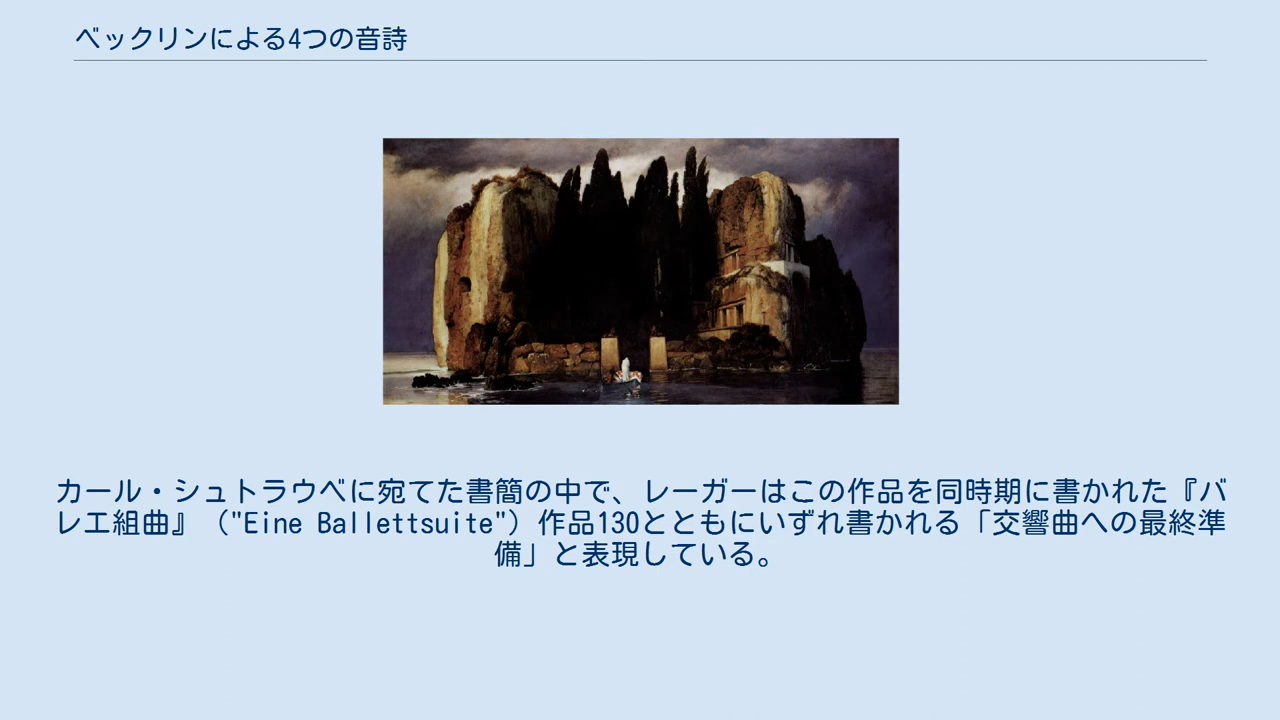 ベックリンによる4つの音詩
カール・シュトラウベに宛てた書簡の中で、レーガーはこの作品を同時期に書かれた『バ
レエ組曲』（"Eine Ballettsuite"）作品130とともにいずれ書かれる「交響曲への最終準
備」と表現している。